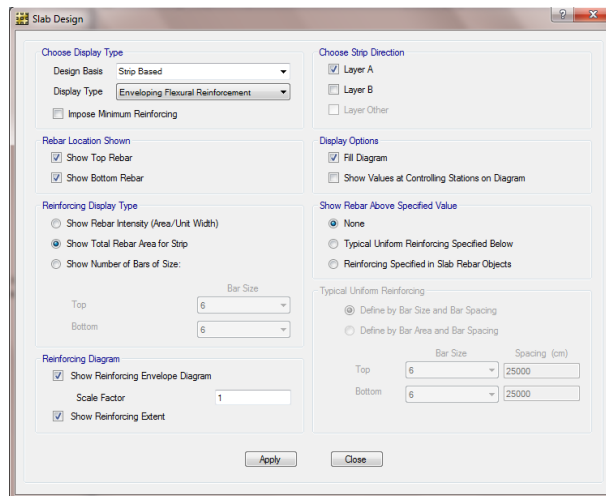 Slab Design
Choose Display Type
Design Basis Strip Based
Display Type Enveloping Flexural Reinforcement
Impose Minimum Reinforcing
Rebar Location Shown
Show Top Rebar
Show Bottom Rebar
Reinforcing Display Type
Show Rebar Intensity (Area/Unit Width)
Show Total Rebar Area for Strip
Show Number of Bars of Size:
Bar Size
Top 6
Bottom 6
Reinforcing Diagram
Show Reinforcing Envelope Diagram
Scale Factor 1
Show Reinforcing Extent
Choose Strip Direction
Layer A
Layer B
Layer Other
Display Options
Fill Diagram
Show Values at Controlling Stations on Diagram
Show Rebar Above Specified Value
None
Typical Uniform Reinforcing Specified Below
Reinforcing Specified in Slab Rebar Objects
Typical Uniform Reinforcing
Define by Bar Size and Bar Spacing
Define by Bar Area and Bar Spacing
Bar Size Spacing (cm)
Top 6 25000
Bottom 6 25000
Apply Close